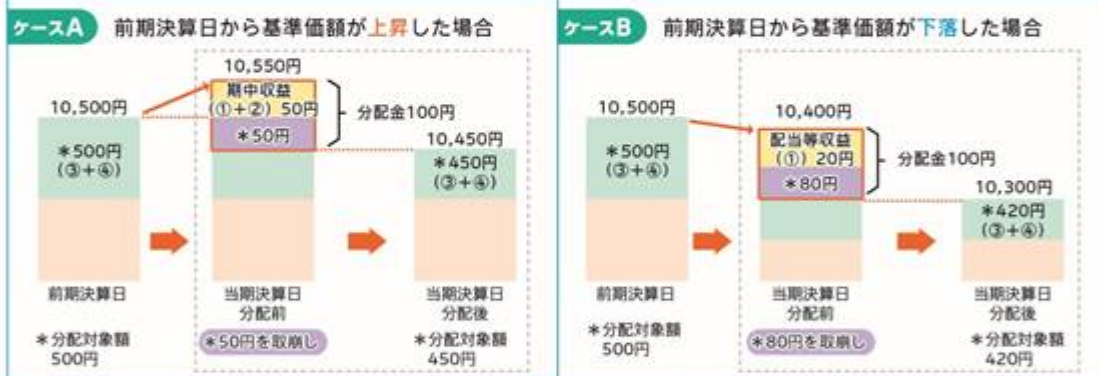 ケースA 前期決算日から基準価額が上昇した場合
10,550円
10,500円
期中収益
(①+②) 50円
分配金100円
*50円
10,450円
*500円
(③+④)
*450円
(③+④)
前期決算日
当期決算日
分配前
当期決算日
分配後
*分配対象額
500円
*50円を取崩し
*分配対象額
450円
ケースB 前期決算日から基準価額が下落した場合
10,500円
10,400円
配当等収益
(①) 20円
分配金100円
*80円
*500円
(③+④)
10,300円
*420円
(③+④)
前期決算日
当期決算日
分配前
当期決算日
分配後
*分配対象額
500円
*80円を取崩し
*分配対象額
420円